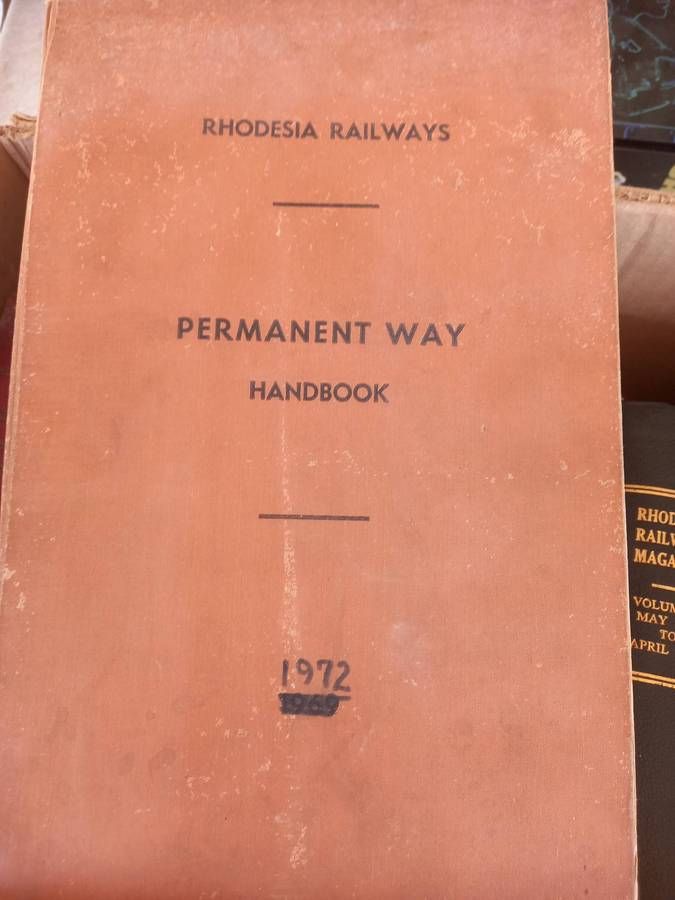 RHODESIA RAILWAYS
PERMANENT WAY
HANDBOOK
1972
1969
RHOD
RAILW
MAGA
VOLUM
MAY
TO
APRIL